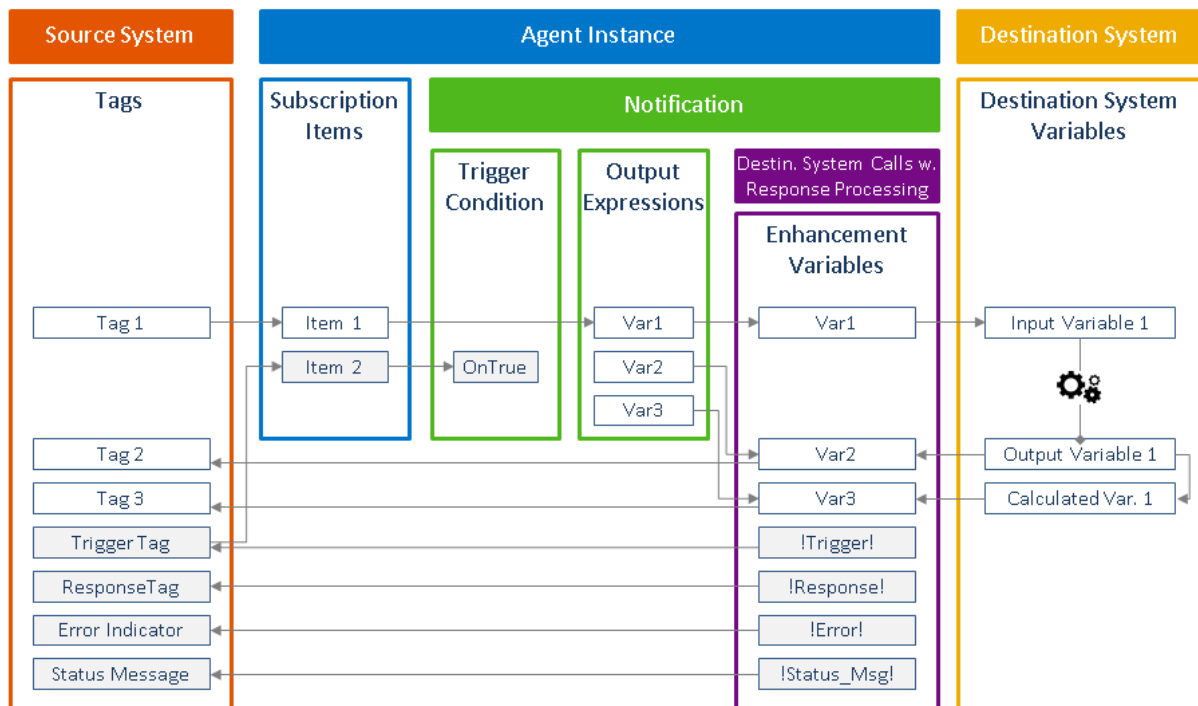 Source System
Agent Instance
Destination System
Tags
Subscription
Items
Notification
Destination System
Variables
Trigger
Condition
Output
Expressions
Destin. System Calls w.
Response Processing
Enhancement
Variables
Tag 1
Item 1
Var1
Var1
Input Variable 1
Item 2
OnTrue
Var2
Var3
Tag 2
Var2
Output Variable 1
Tag 3
Var3
Calculated Var. 1
TriggerTag
!Trigger!
ResponseTag
!Response!
Error Indicator
!Error!
Status Message
!Status_Msg!